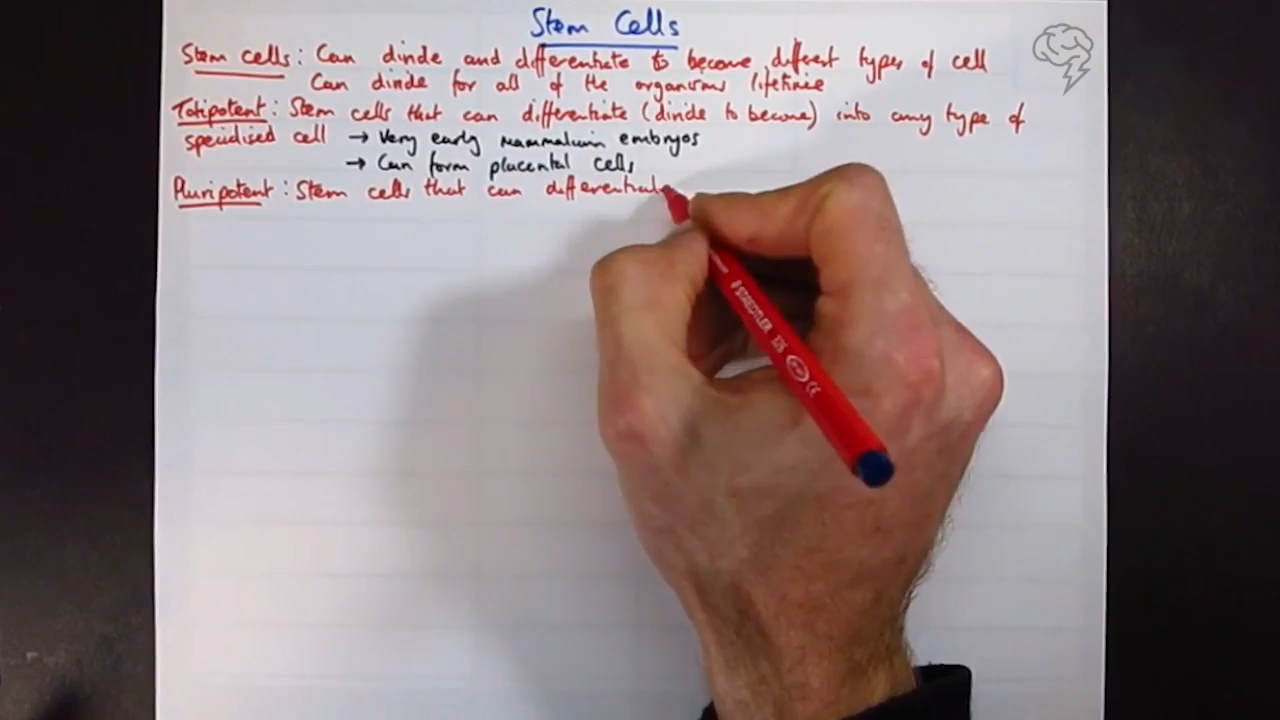 Stem Cells
Stem cells: Can divide and differentiate to become different types of cell
Can divide for all of the organisms lifetime
Totipotent: Stem cells that can differentiate (divide to become) into any type of
specialised cell → Very early mammalian embryos
→ Can form placental cells
Pluripotent: Stem cells that can differentiat
STAEDTLER